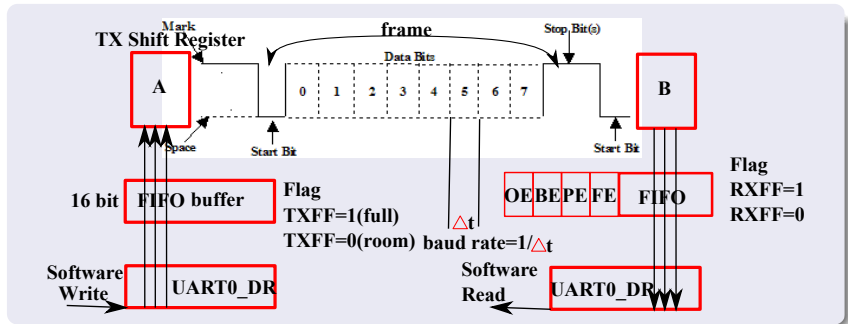 Mark
TX Shift Register
frame
Stop Bit(s)
Data Bits
A
0 1 2 3 4 5 6 7
B
Space
Start Bit
Start Bit
16 bit
FIFO buffer
Flag
TXFF=1(full)
TXFF=0(room)
△t
baud rate=1/△t
OE BE PE FE FIFO
Flag
RXFF=1
RXFF=0
Software
Write
UART0_DR
Software
Read
UART0_DR